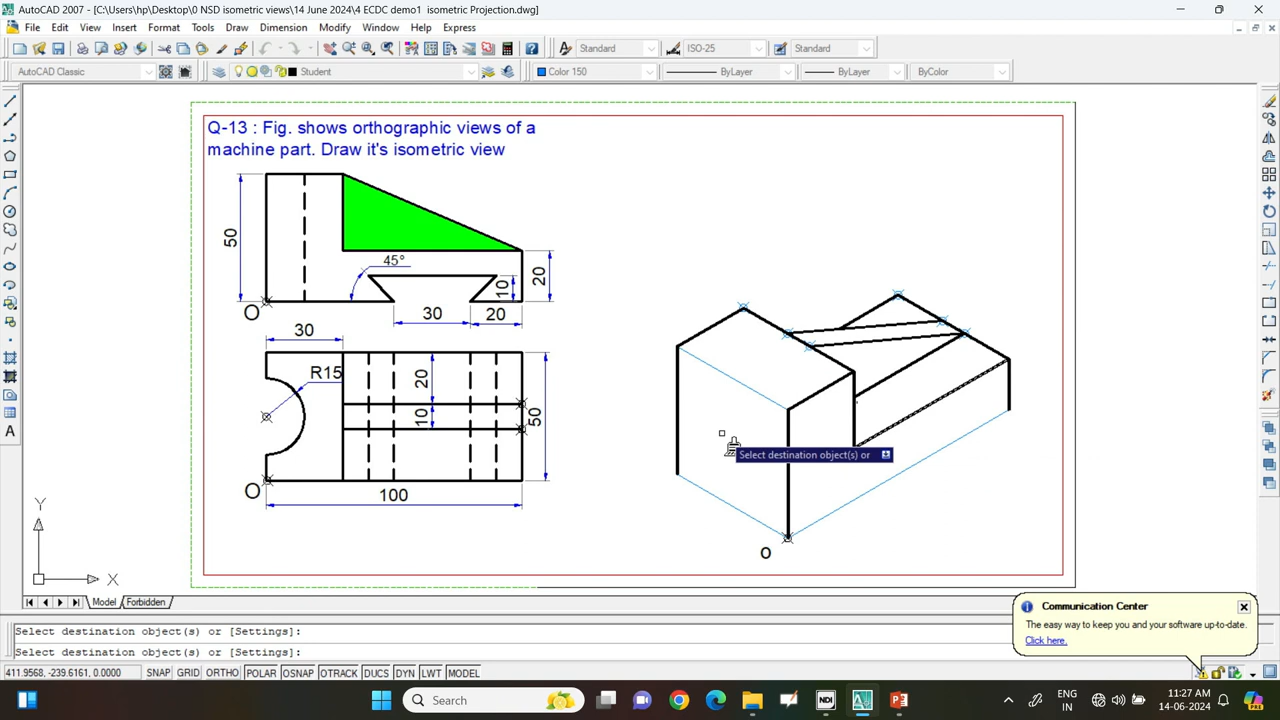 AutoCAD 2007 - [C:\Users\hp\Desktop\0 NSD isometric views\14 June 2024\4 ECDC demo1  isometric Projection.dwg]
File Edit View Insert Format Tools Draw Dimension Modify Window Help Express
Standard ISO-25 Standard
AutoCAD Classic Student Color 150 ByLayer ByLayer ByColor
Q-13 : Fig. shows orthographic views of a
machine part. Draw it's isometric view
50
45°
10
20
O
30 20
30
R15
20
10
50
O
100
Select destination object(s) or
O
Y
X
Model Forbidden
Communication Center
The easy way to keep you and your software up-to-date.
Click here.
Select destination object(s) or [Settings]:
Select destination object(s) or [Settings]:
411.9568, -239.6161, 0.0000 SNAP GRID ORTHO POLAR OSNAP OTRACK DUCS DYN LWT MODEL
Search
ENG
IN
11:27 AM
14-06-2024